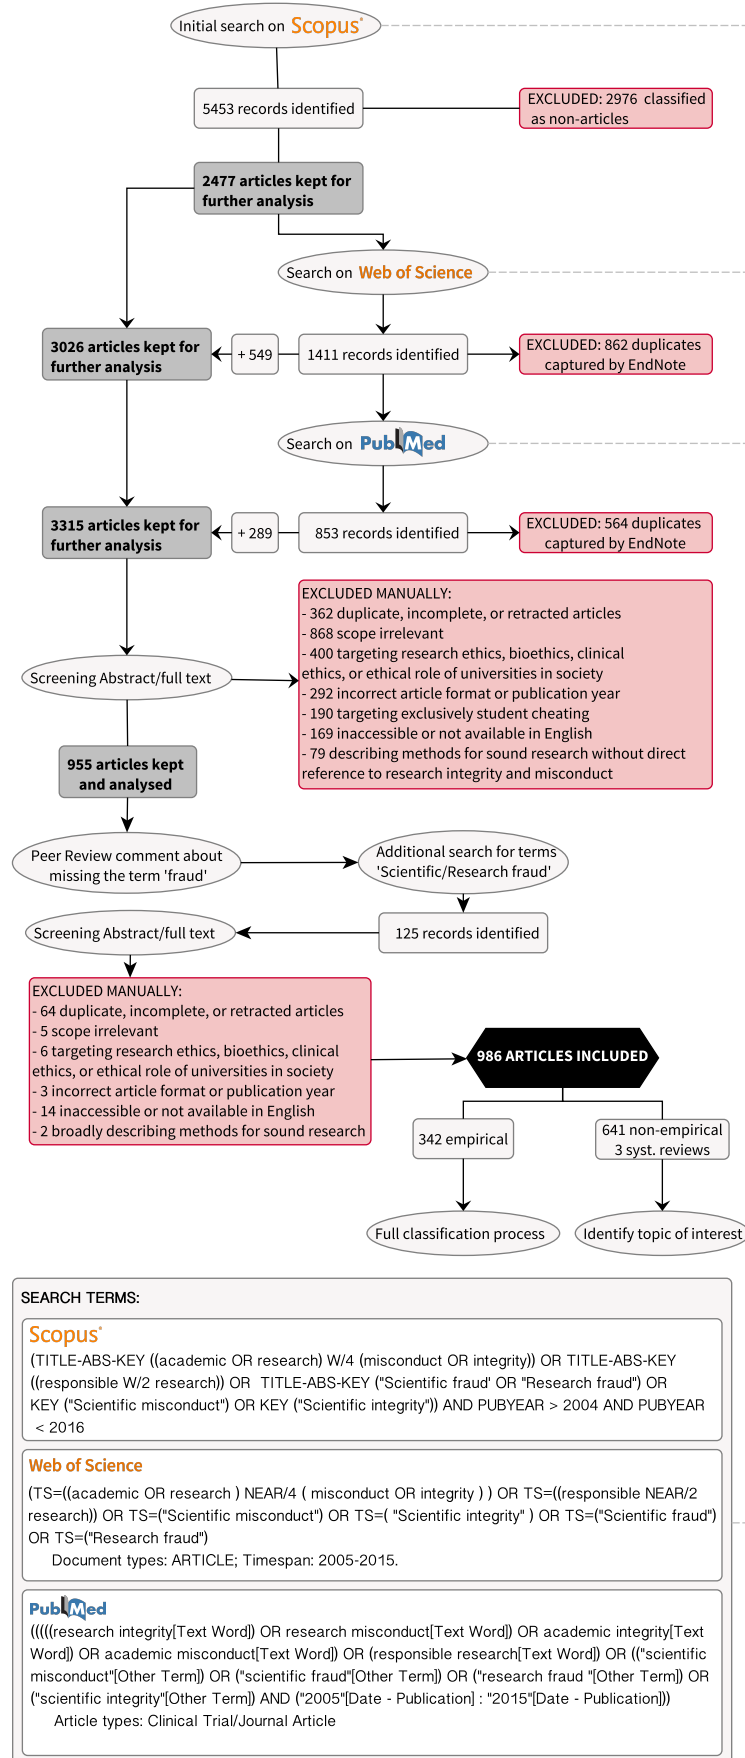 Initial search on Scopus®
5453 records identified
EXCLUDED: 2976 classified
as non-articles
2477 articles kept for
further analysis
Search on Web of Science
3026 articles kept for
further analysis
+ 549
1411 records identified
EXCLUDED: 862 duplicates
captured by EndNote
Search on PubMed
3315 articles kept for
further analysis
+ 289
853 records identified
EXCLUDED: 564 duplicates
captured by EndNote
EXCLUDED MANUALLY:
- 362 duplicate, incomplete, or retracted articles
- 868 scope irrelevant
- 400 targeting research ethics, bioethics, clinical
ethics, or ethical role of universities in society
- 292 incorrect article format or publication year
- 190 targeting exclusively student cheating
- 169 inaccessible or not available in English
- 79 describing methods for sound research without direct
reference to research integrity and misconduct
Screening Abstract/full text
955 articles kept
and analysed
Peer Review comment about
missing the term 'fraud'
Additional search for terms
'Scientific/Research fraud'
125 records identified
Screening Abstract/full text
EXCLUDED MANUALLY:
- 64 duplicate, incomplete, or retracted articles
- 5 scope irrelevant
- 6 targeting research ethics, bioethics, clinical
ethics, or ethical role of universities in society
- 3 incorrect article format or publication year
- 14 inaccessible or not available in English
- 2 broadly describing methods for sound research
986 ARTICLES INCLUDED
342 empirical
641 non-empirical
3 syst. reviews
Full classification process
Identify topic of interest
SEARCH TERMS:
Scopus®
(TITLE-ABS-KEY ((academic OR research) W/4 (misconduct OR integrity)) OR TITLE-ABS-KEY
((responsible W/2 research)) OR TITLE-ABS-KEY ("Scientific fraud' OR "Research fraud") OR
KEY ("Scientific misconduct") OR KEY ("Scientific integrity")) AND PUBYEAR > 2004 AND PUBYEAR
< 2016
Web of Science
(TS=((academic OR research ) NEAR/4 ( misconduct OR integrity ) ) OR TS=((responsible NEAR/2
research)) OR TS=("Scientific misconduct") OR TS=( "Scientific integrity" ) OR TS=("Scientific fraud")
OR TS=("Research fraud")
Document types: ARTICLE; Timespan: 2005-2015.
PubMed
(((((research integrity[Text Word]) OR research misconduct[Text Word]) OR academic integrity[Text
Word]) OR academic misconduct[Text Word]) OR (responsible research[Text Word]) OR (("scientific
misconduct"[Other Term]) OR ("scientific fraud"[Other Term]) OR ("research fraud "[Other Term]) OR
("scientific integrity"[Other Term]) AND ("2005"[Date - Publication] : "2015"[Date - Publication]))
Article types: Clinical Trial/Journal Article